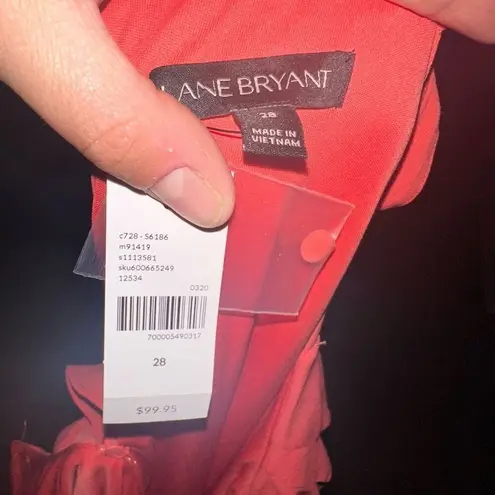 LANE BRYANT
28
MADE IN
VIETNAM
c728 - S6186
m91419
s1113581
sku600665249
12534
0320
700005490317
28
$99.95